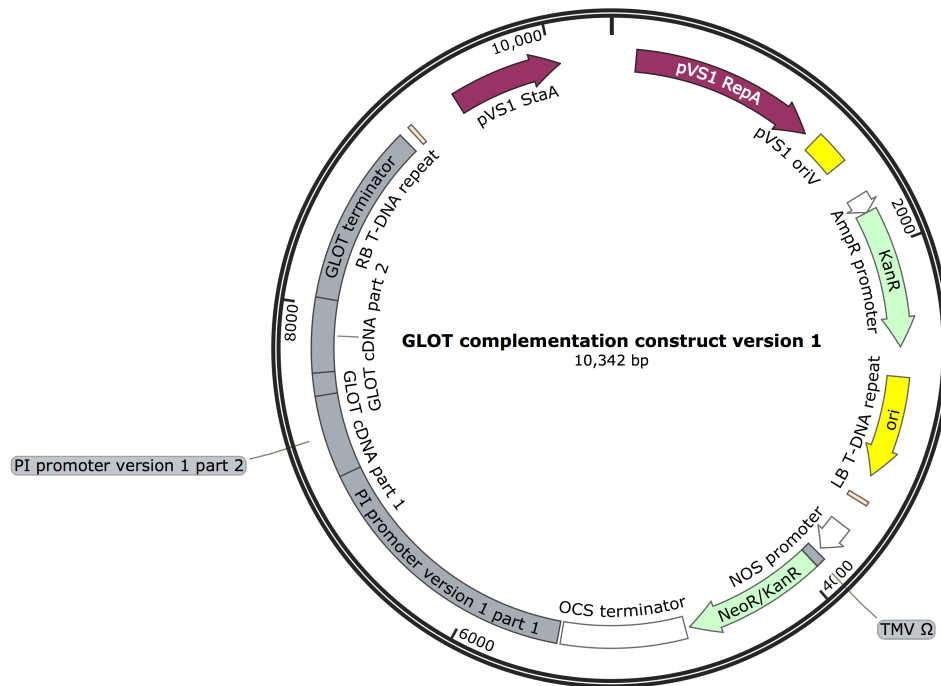 10,000
pVS1 StaA
pVS1 RepA
pVS1 oriV
2000
AmpR promoter
KanR
GLOT terminator
RB T-DNA repeat
8000
GLOT cDNA part 2
GLOT complementation construct version 1
10,342 bp
GLOT cDNA part 1
LB T-DNA repeat
ori
PI promoter version 1 part 2
PI promoter version 1 part 1
NOS promoter
4000
NeoR/KanR
OCS terminator
6000
TMV Ω